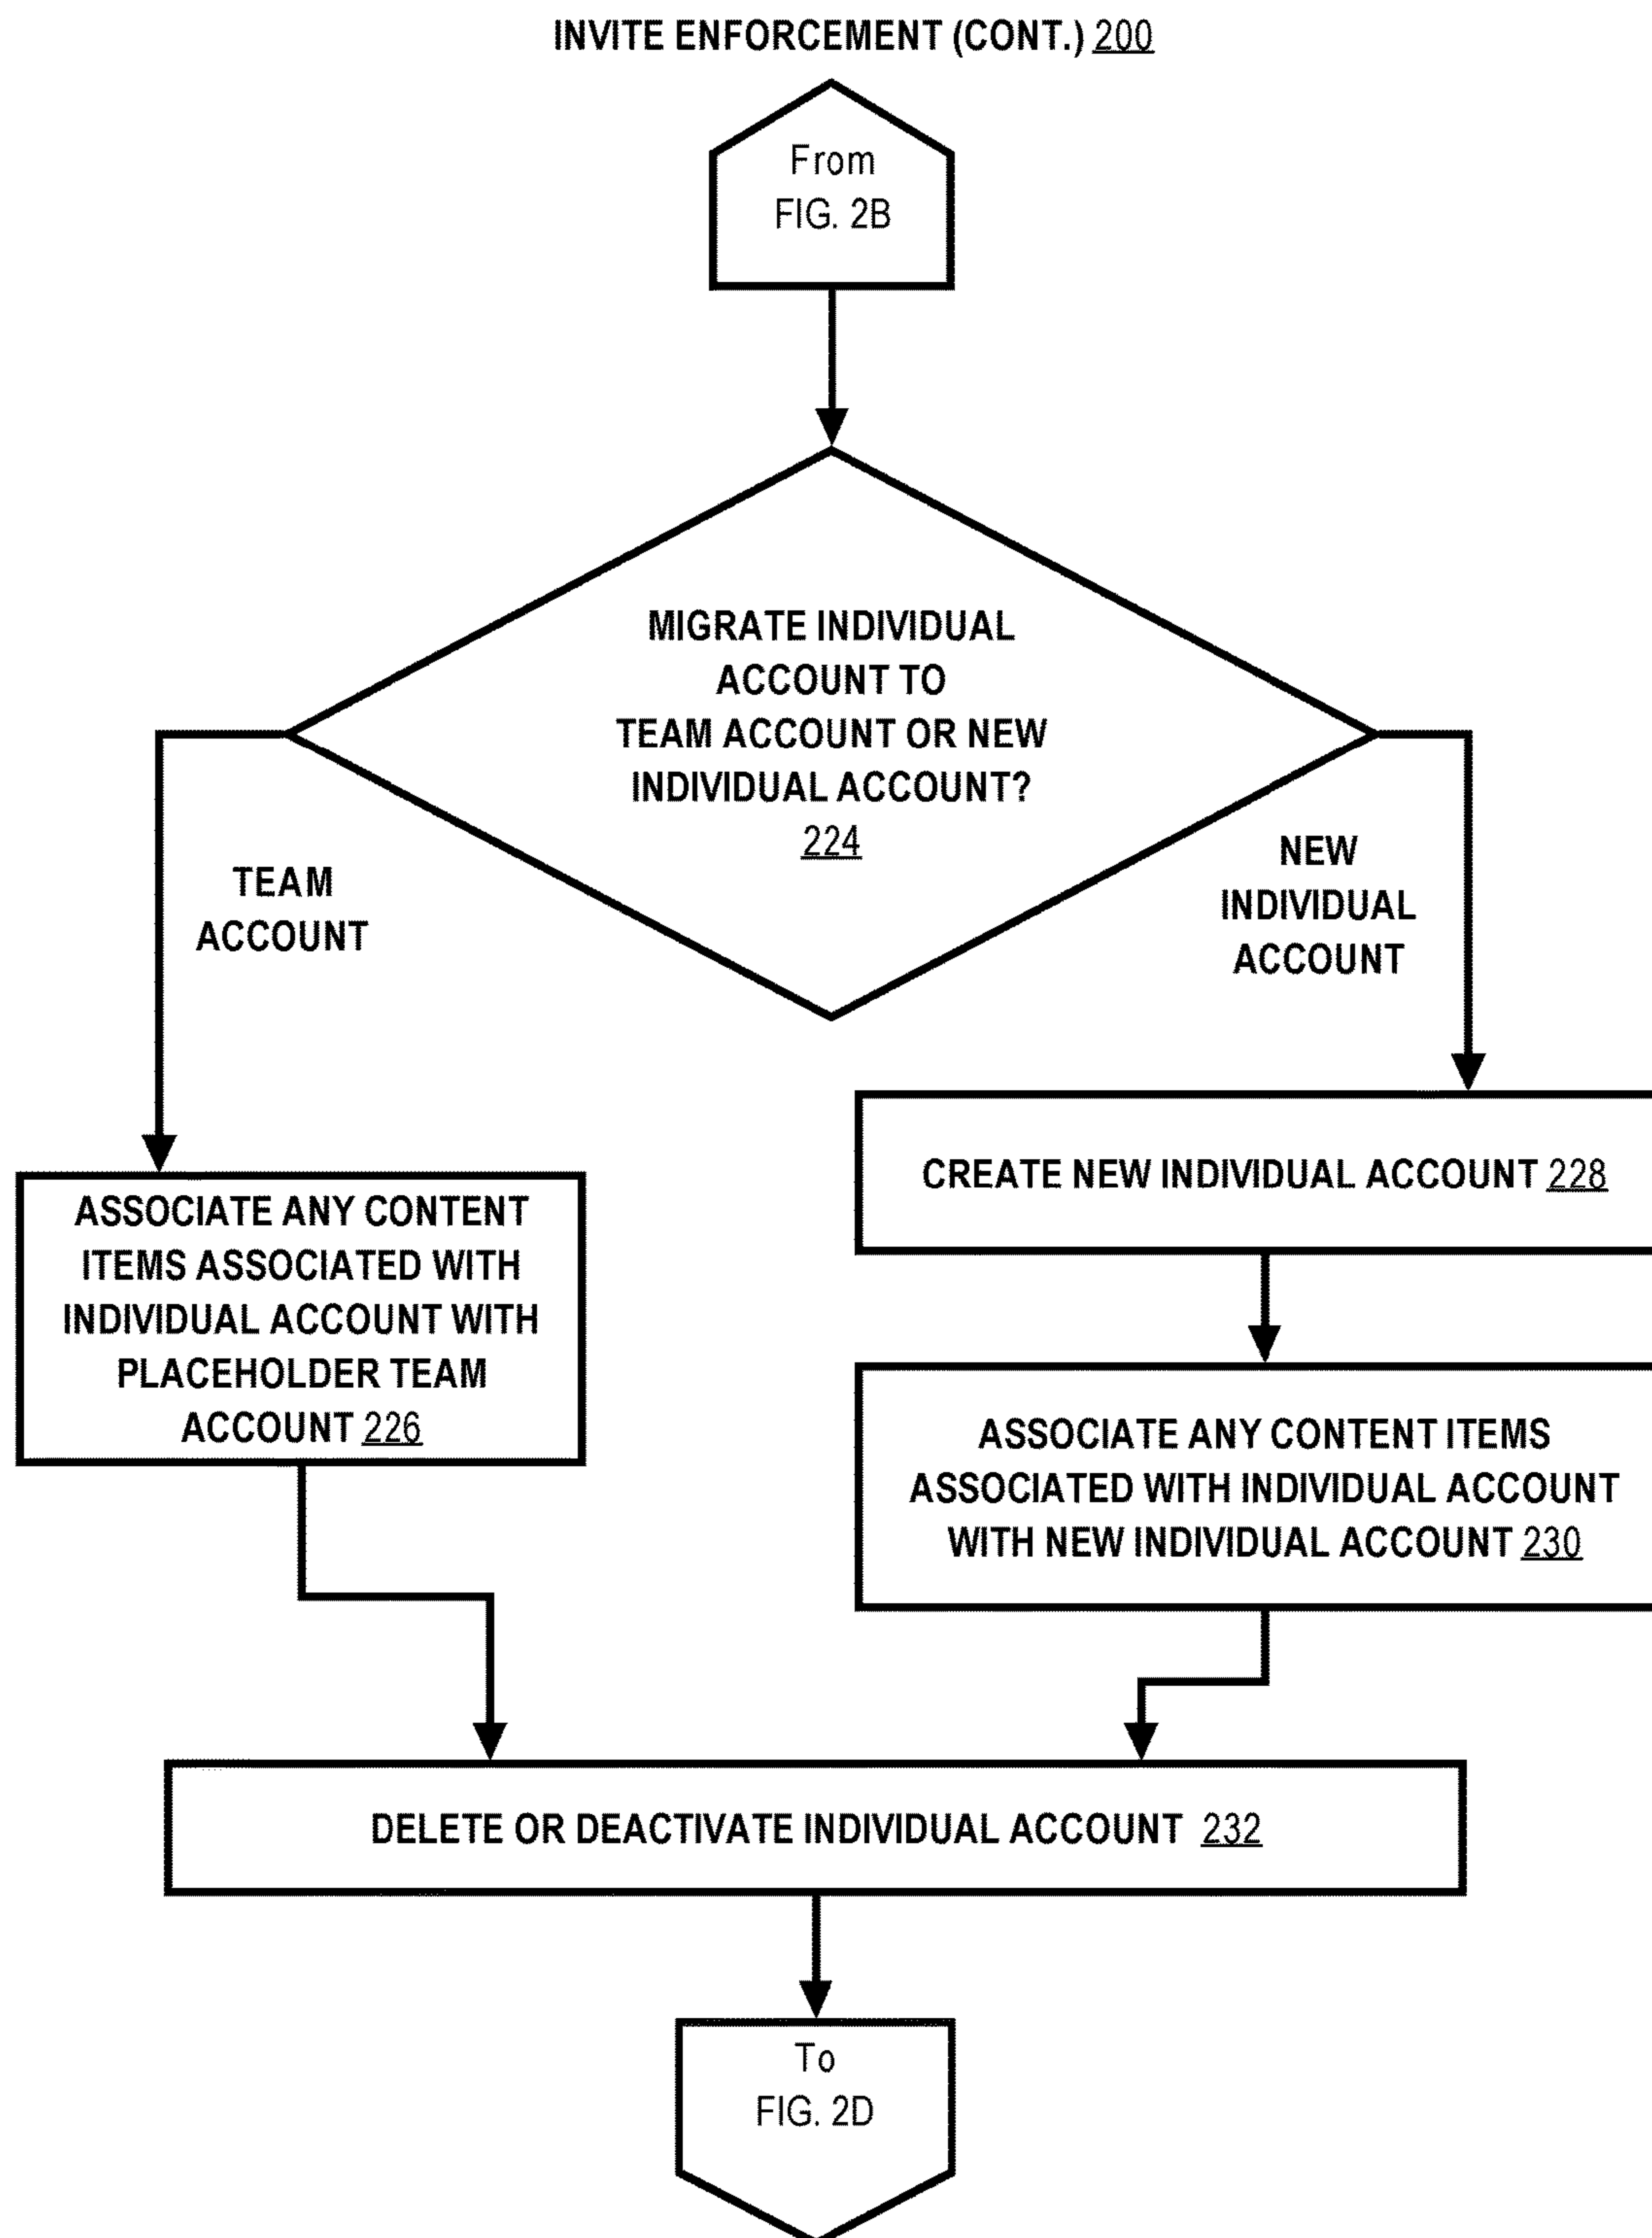 INVITE ENFORCEMENT (CONT.) 200
From
FIG. 2B
MIGRATE INDIVIDUAL
ACCOUNT TO
TEAM ACCOUNT OR NEW
INDIVIDUAL ACCOUNT?
224
TEAM
ACCOUNT
NEW
INDIVIDUAL
ACCOUNT
CREATE NEW INDIVIDUAL ACCOUNT 228
ASSOCIATE ANY CONTENT
ITEMS ASSOCIATED WITH
INDIVIDUAL ACCOUNT WITH
PLACEHOLDER TEAM
ACCOUNT 226
ASSOCIATE ANY CONTENT ITEMS
ASSOCIATED WITH INDIVIDUAL ACCOUNT
WITH NEW INDIVIDUAL ACCOUNT 230
DELETE OR DEACTIVATE INDIVIDUAL ACCOUNT 232
To
FIG. 2D